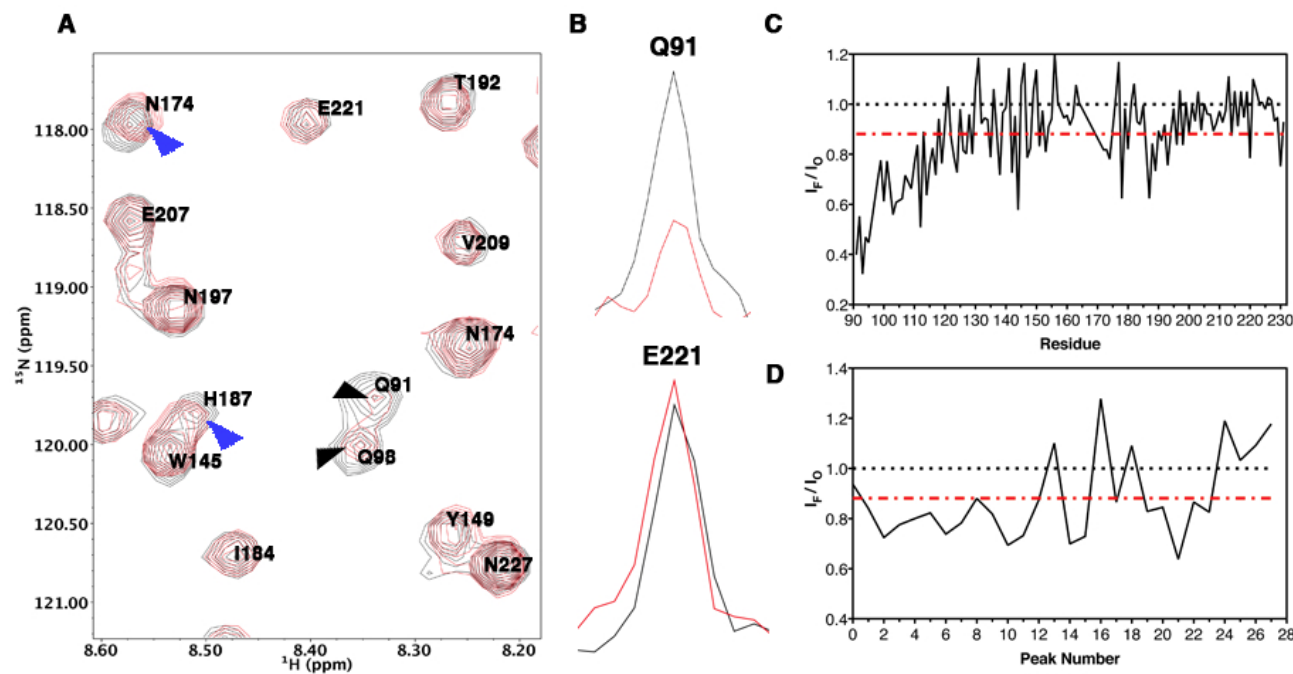 A
N174
T192
E221
118.00
118.50
E207
V209
119.00
N197
N174
119.50
H187
Q91
120.00
W145
Q98
120.50
Y149
I184
N227
121.00
¹⁵N (ppm)
8.60
8.50
8.40
8.30
8.20
¹H (ppm)
B
Q91
E221
C
1.2
1.0
0.8
0.6
0.4
0.2
I_F / I_O
90 100 110 120 130 140 150 160 170 180 190 200 210 220 230
Residue
D
1.4
1.2
1.0
0.8
0.6
0.4
I_F / I_O
0 2 4 6 8 10 12 14 16 18 20 22 24 26 28
Peak Number